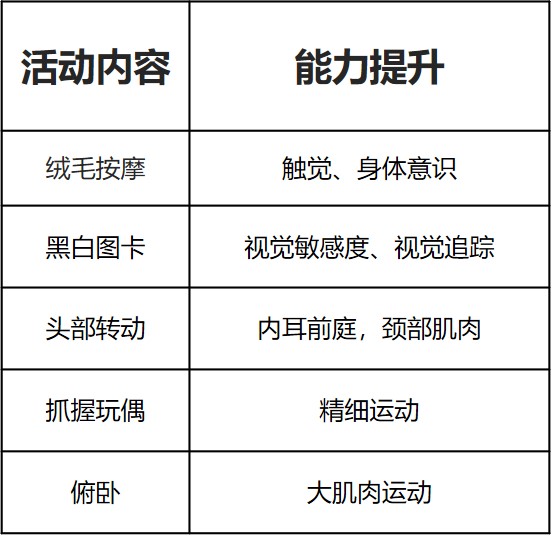 活动内容 能力提升
绒毛按摩 触觉、身体意识
黑白图卡 视觉敏感度、视觉追踪
头部转动 内耳前庭，颈部肌肉
抓握玩偶 精细运动
俯卧 大肌肉运动